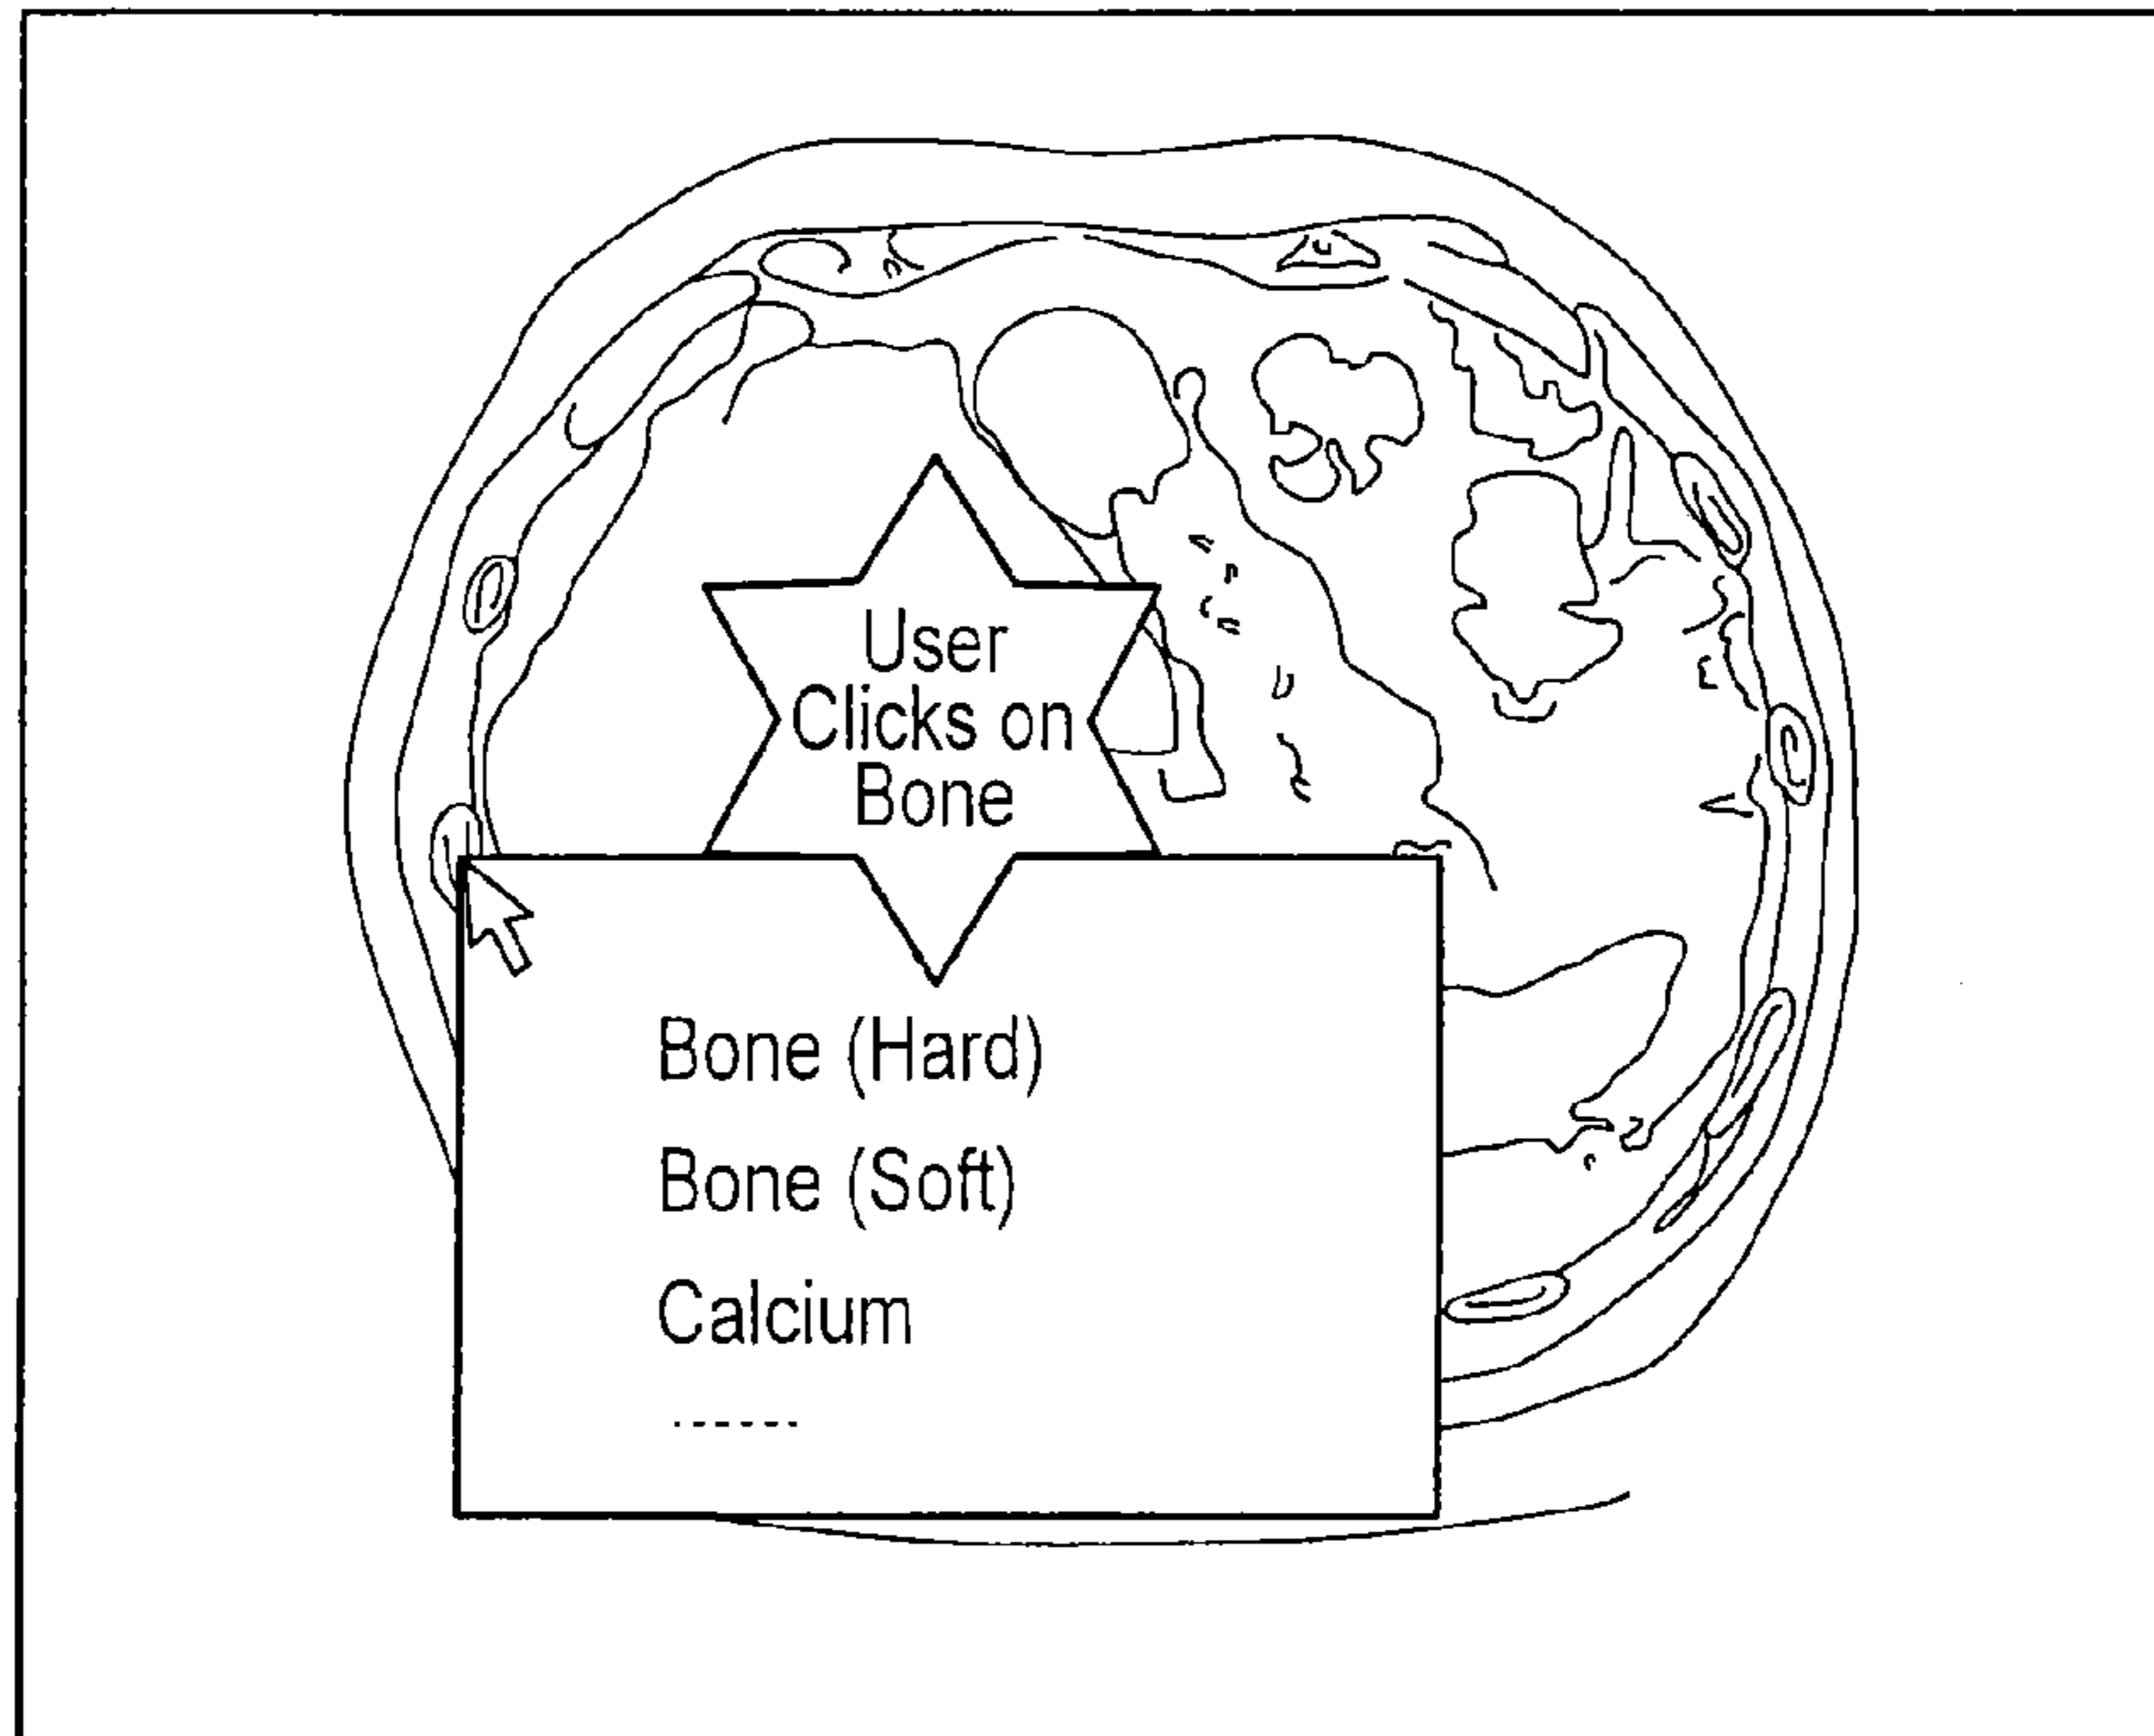 User
Clicks on
Bone
Bone (Hard)
Bone (Soft)
Calcium
------